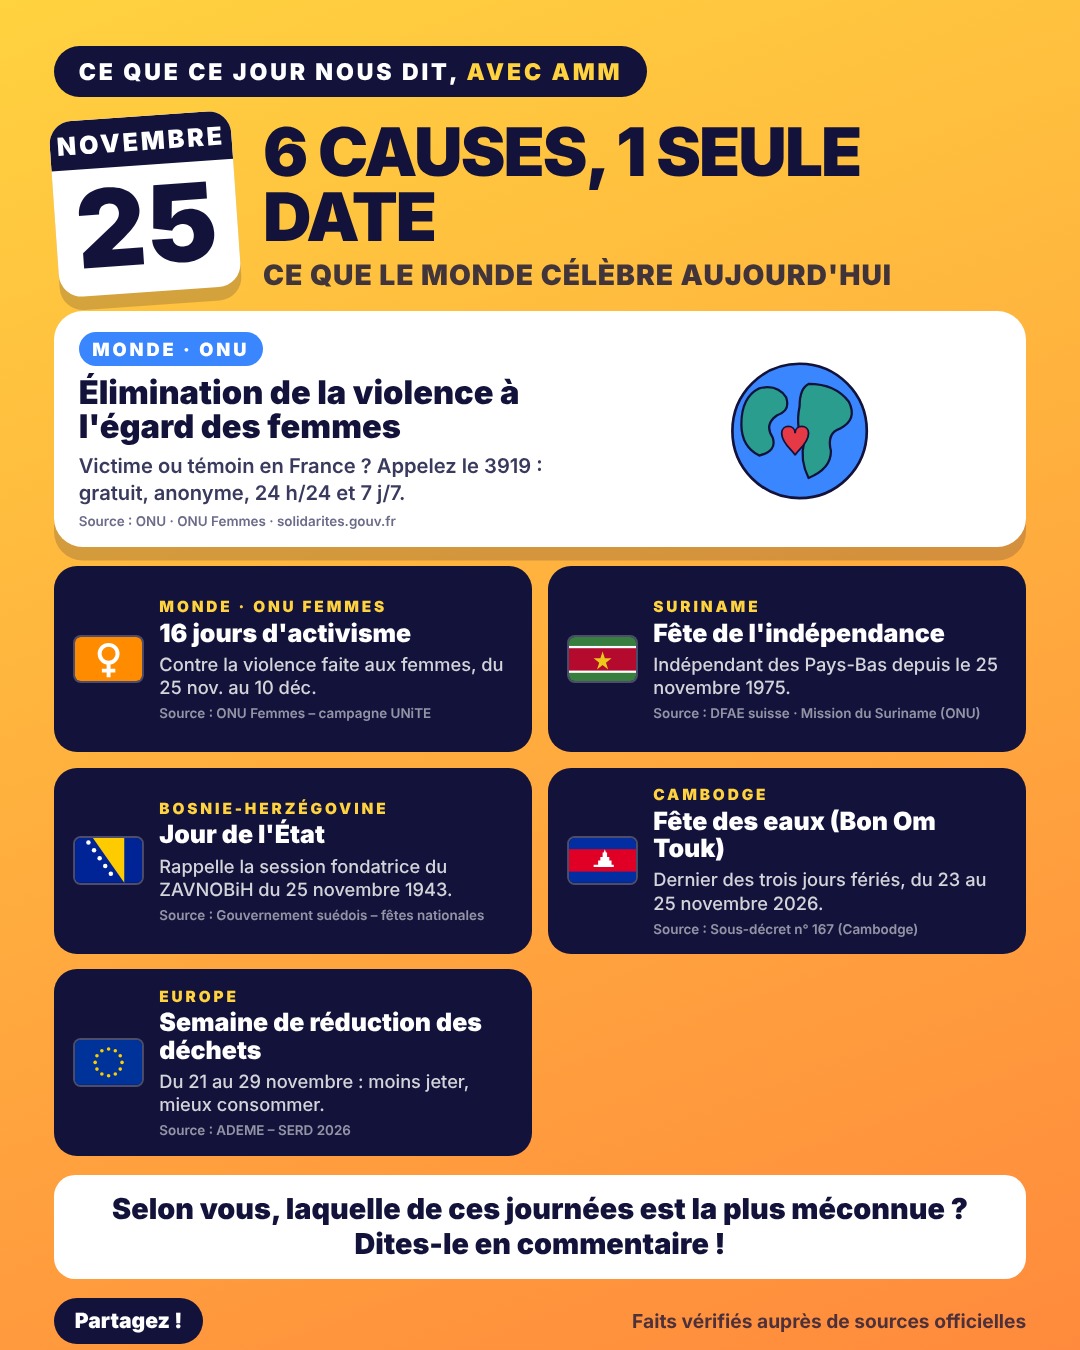 CE QUE CE JOUR NOUS DIT, AVEC AMM
NOVEMBRE
25
6 CAUSES, 1 SEULE
DATE
CE QUE LE MONDE CÉLÈBRE AUJOURD'HUI
MONDE · ONU
Élimination de la violence à
l'égard des femmes
Victime ou témoin en France ? Appelez le 3919 :
gratuit, anonyme, 24 h/24 et 7 j/7.
Source : ONU · ONU Femmes · solidarites.gouv.fr
MONDE · ONU FEMMES
16 jours d'activisme
Contre la violence faite aux femmes, du
25 nov. au 10 déc.
Source : ONU Femmes – campagne UNiTE
SURINAME
Fête de l'indépendance
Indépendant des Pays-Bas depuis le 25
novembre 1975.
Source : DFAE suisse · Mission du Suriname (ONU)
BOSNIE-HERZÉGOVINE
Jour de l'État
Rappelle la session fondatrice du
ZAVNOBiH du 25 novembre 1943.
Source : Gouvernement suédois – fêtes nationales
CAMBODGE
Fête des eaux (Bon Om
Touk)
Dernier des trois jours fériés, du 23 au
25 novembre 2026.
Source : Sous-décret n° 167 (Cambodge)
EUROPE
Semaine de réduction des
déchets
Du 21 au 29 novembre : moins jeter,
mieux consommer.
Source : ADEME – SERD 2026
Selon vous, laquelle de ces journées est la plus méconnue ?
Dites-le en commentaire !
Partagez !
Faits vérifiés auprès de sources officielles